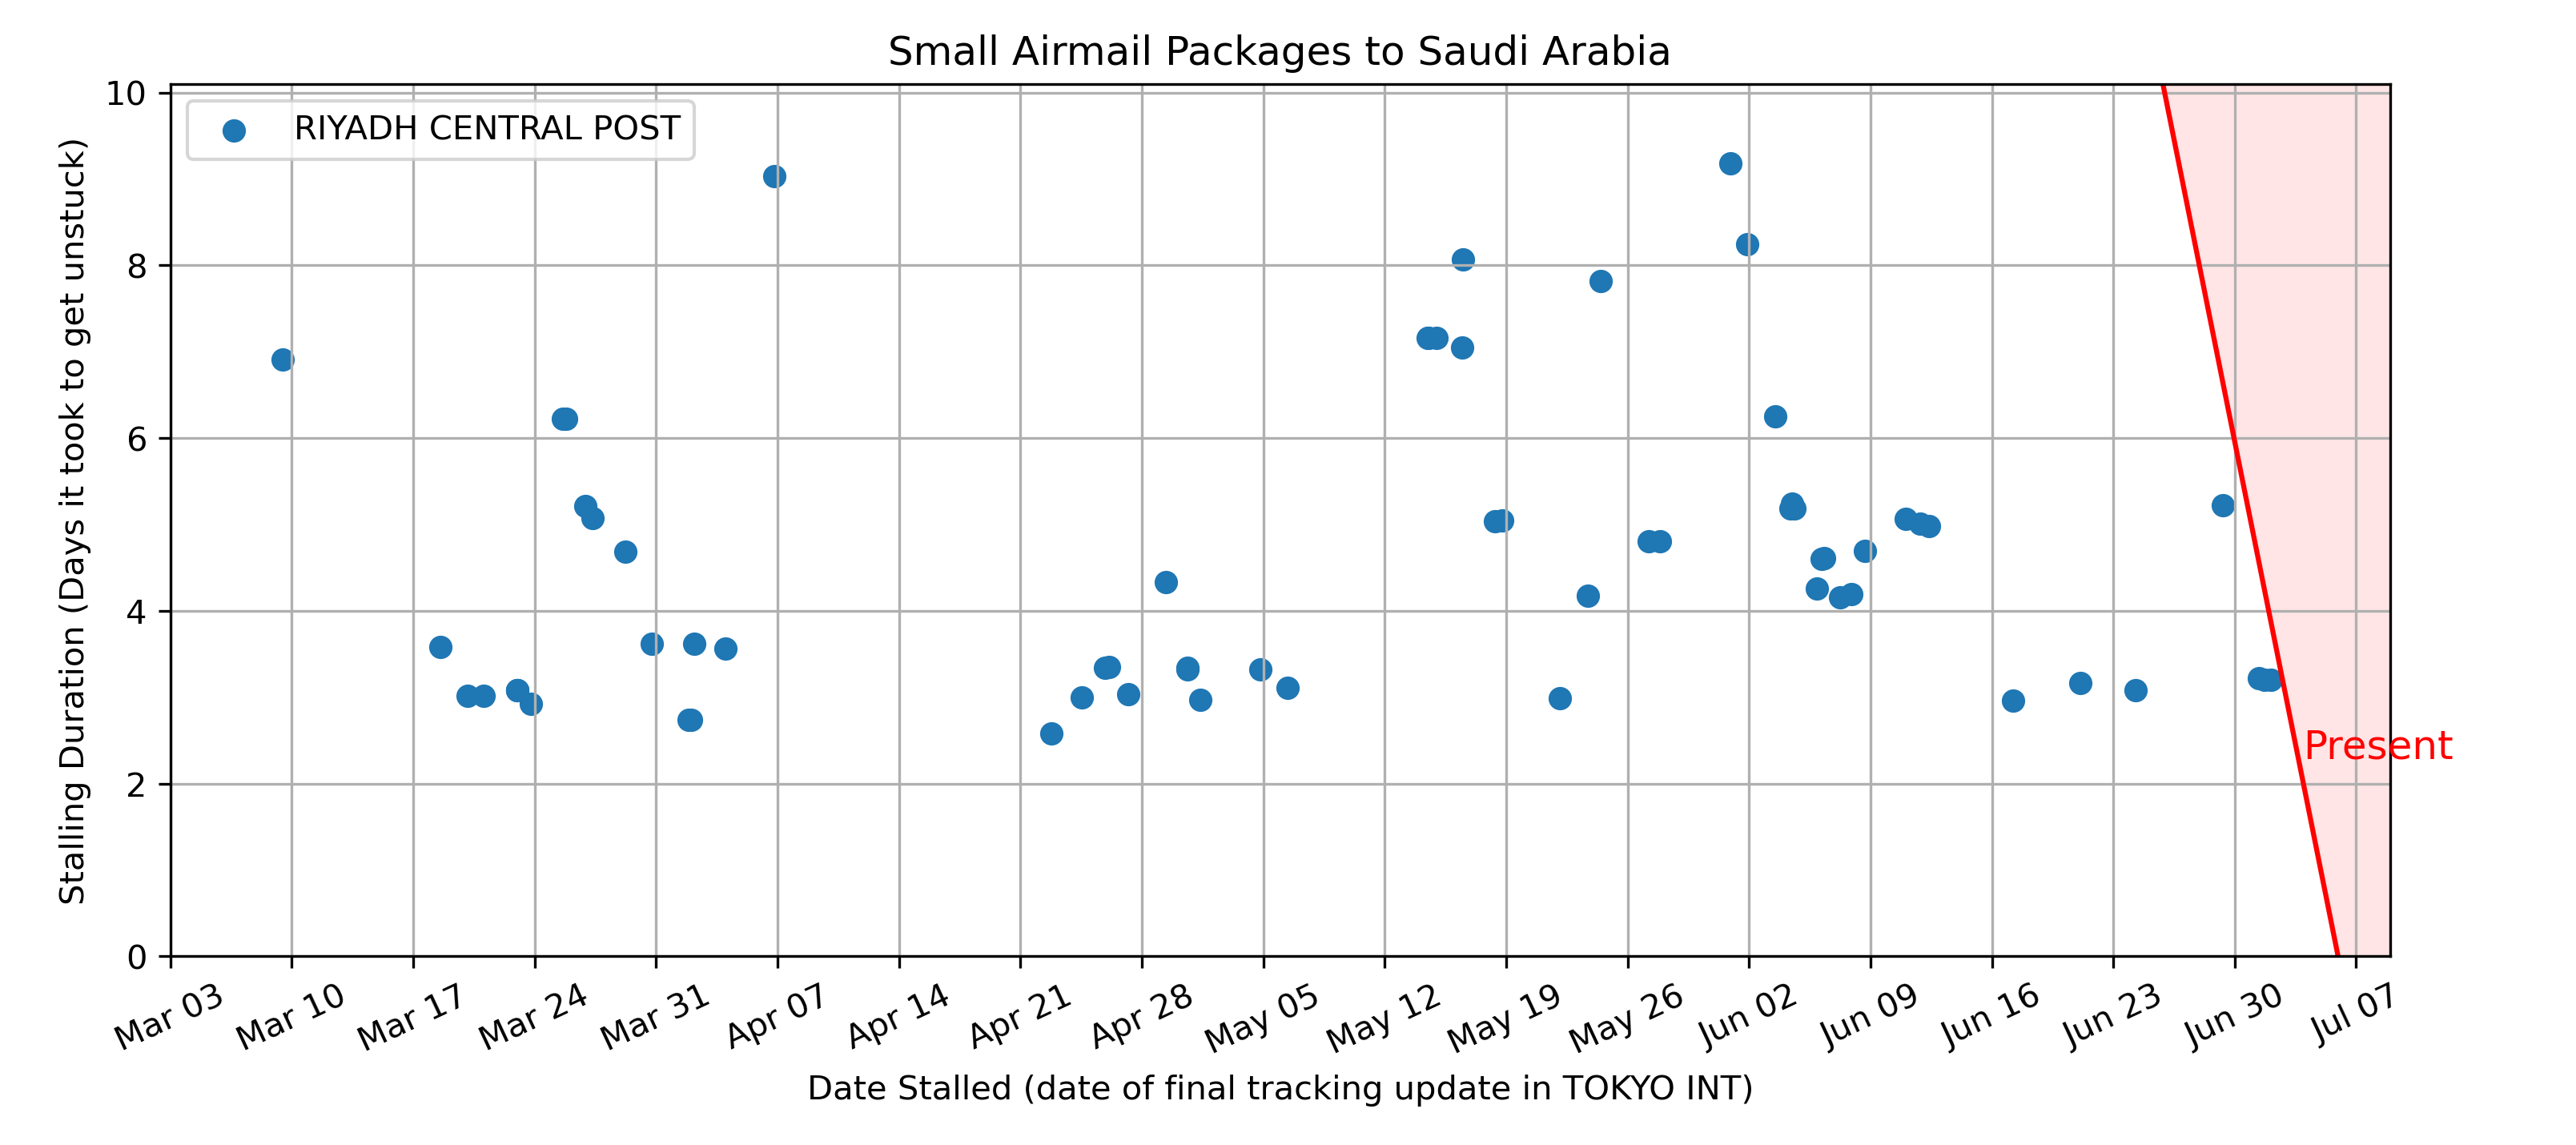 Small Airmail Packages to Saudi Arabia
RIYADH CENTRAL POST
Stalling Duration (Days it took to get unstuck)
10
8
6
4
2
0
Present
Mar 03
Mar 10
Mar 17
Mar 24
Mar 31
Apr 07
Apr 14
Apr 21
Apr 28
May 05
May 12
May 19
May 26
Jun 02
Jun 09
Jun 16
Jun 23
Jun 30
Jul 07
Date Stalled (date of final tracking update in TOKYO INT)